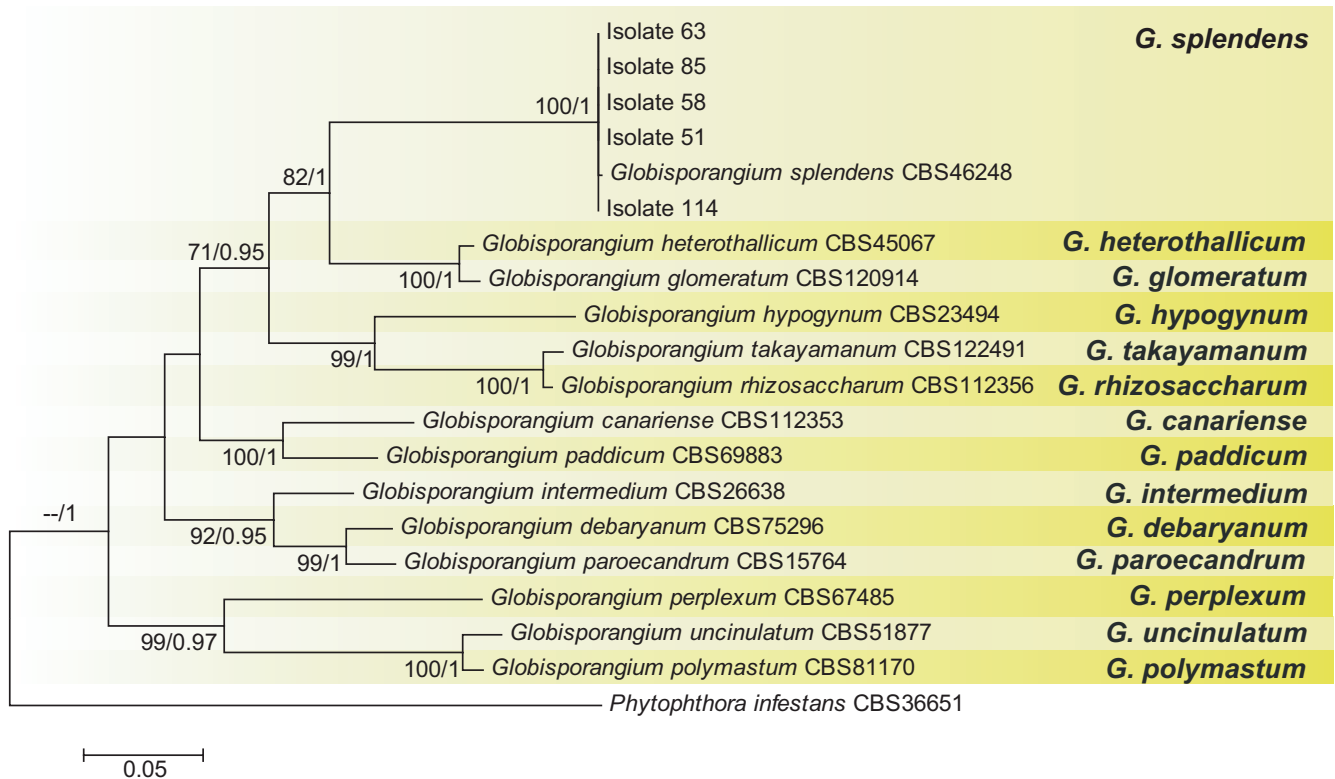 Isolate 63
G. splendens
Isolate 85
100/1
Isolate 58
Isolate 51
Globisporangium splendens CBS46248
82/1
Isolate 114
71/0.95
Globisporangium heterothallicum CBS45067
G. heterothallicum
100/1
Globisporangium glomeratum CBS120914
G. glomeratum
Globisporangium hypogynum CBS23494
G. hypogynum
99/1
Globisporangium takayamanum CBS122491
G. takayamanum
100/1
Globisporangium rhizosaccharum CBS112356
G. rhizosaccharum
Globisporangium canariense CBS112353
G. canariense
100/1
Globisporangium paddicum CBS69883
G. paddicum
Globisporangium intermedium CBS26638
G. intermedium
--/1
92/0.95
Globisporangium debaryanum CBS75296
G. debaryanum
99/1
Globisporangium paroecandrum CBS15764
G. paroecandrum
Globisporangium perplexum CBS67485
G. perplexum
99/0.97
Globisporangium uncinulatum CBS51877
G. uncinulatum
100/1
Globisporangium polymastum CBS81170
G. polymastum
Phytophthora infestans CBS36651
0.05